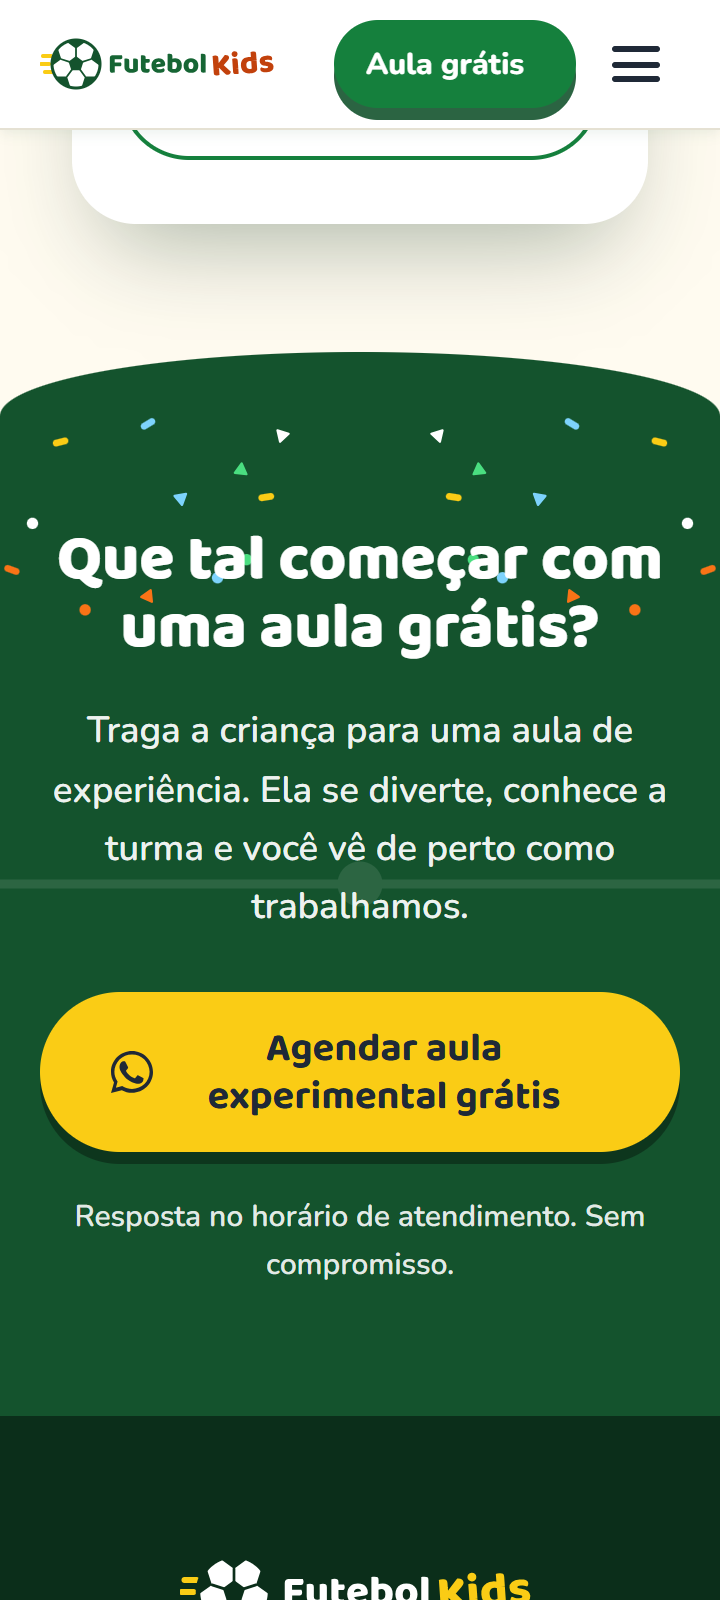 Futebol Kids
Aula grátis
Que tal começar com
uma aula grátis?
Traga a criança para uma aula de
experiência. Ela se diverte, conhece a
turma e você vê de perto como
trabalhamos.
Agendar aula
experimental grátis
Resposta no horário de atendimento. Sem
compromisso.
Futebol Kids